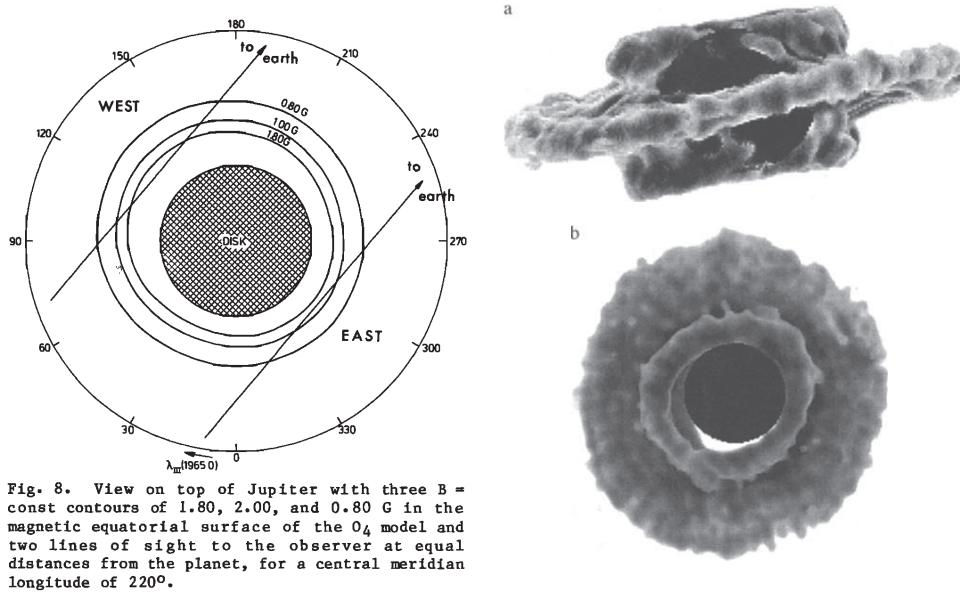 180
to
earth
150
210
WEST
0.80 G
1.00 G
1.80G
120
240
to
earth
90
DISK
270
EAST
60
300
30
330
0
λIII(1965 0)
Fig. 8. View on top of Jupiter with three B =
const contours of 1.80, 2.00, and 0.80 G in the
magnetic equatorial surface of the O4 model and
two lines of sight to the observer at equal
distances from the planet, for a central meridian
longitude of 220º.
a
b